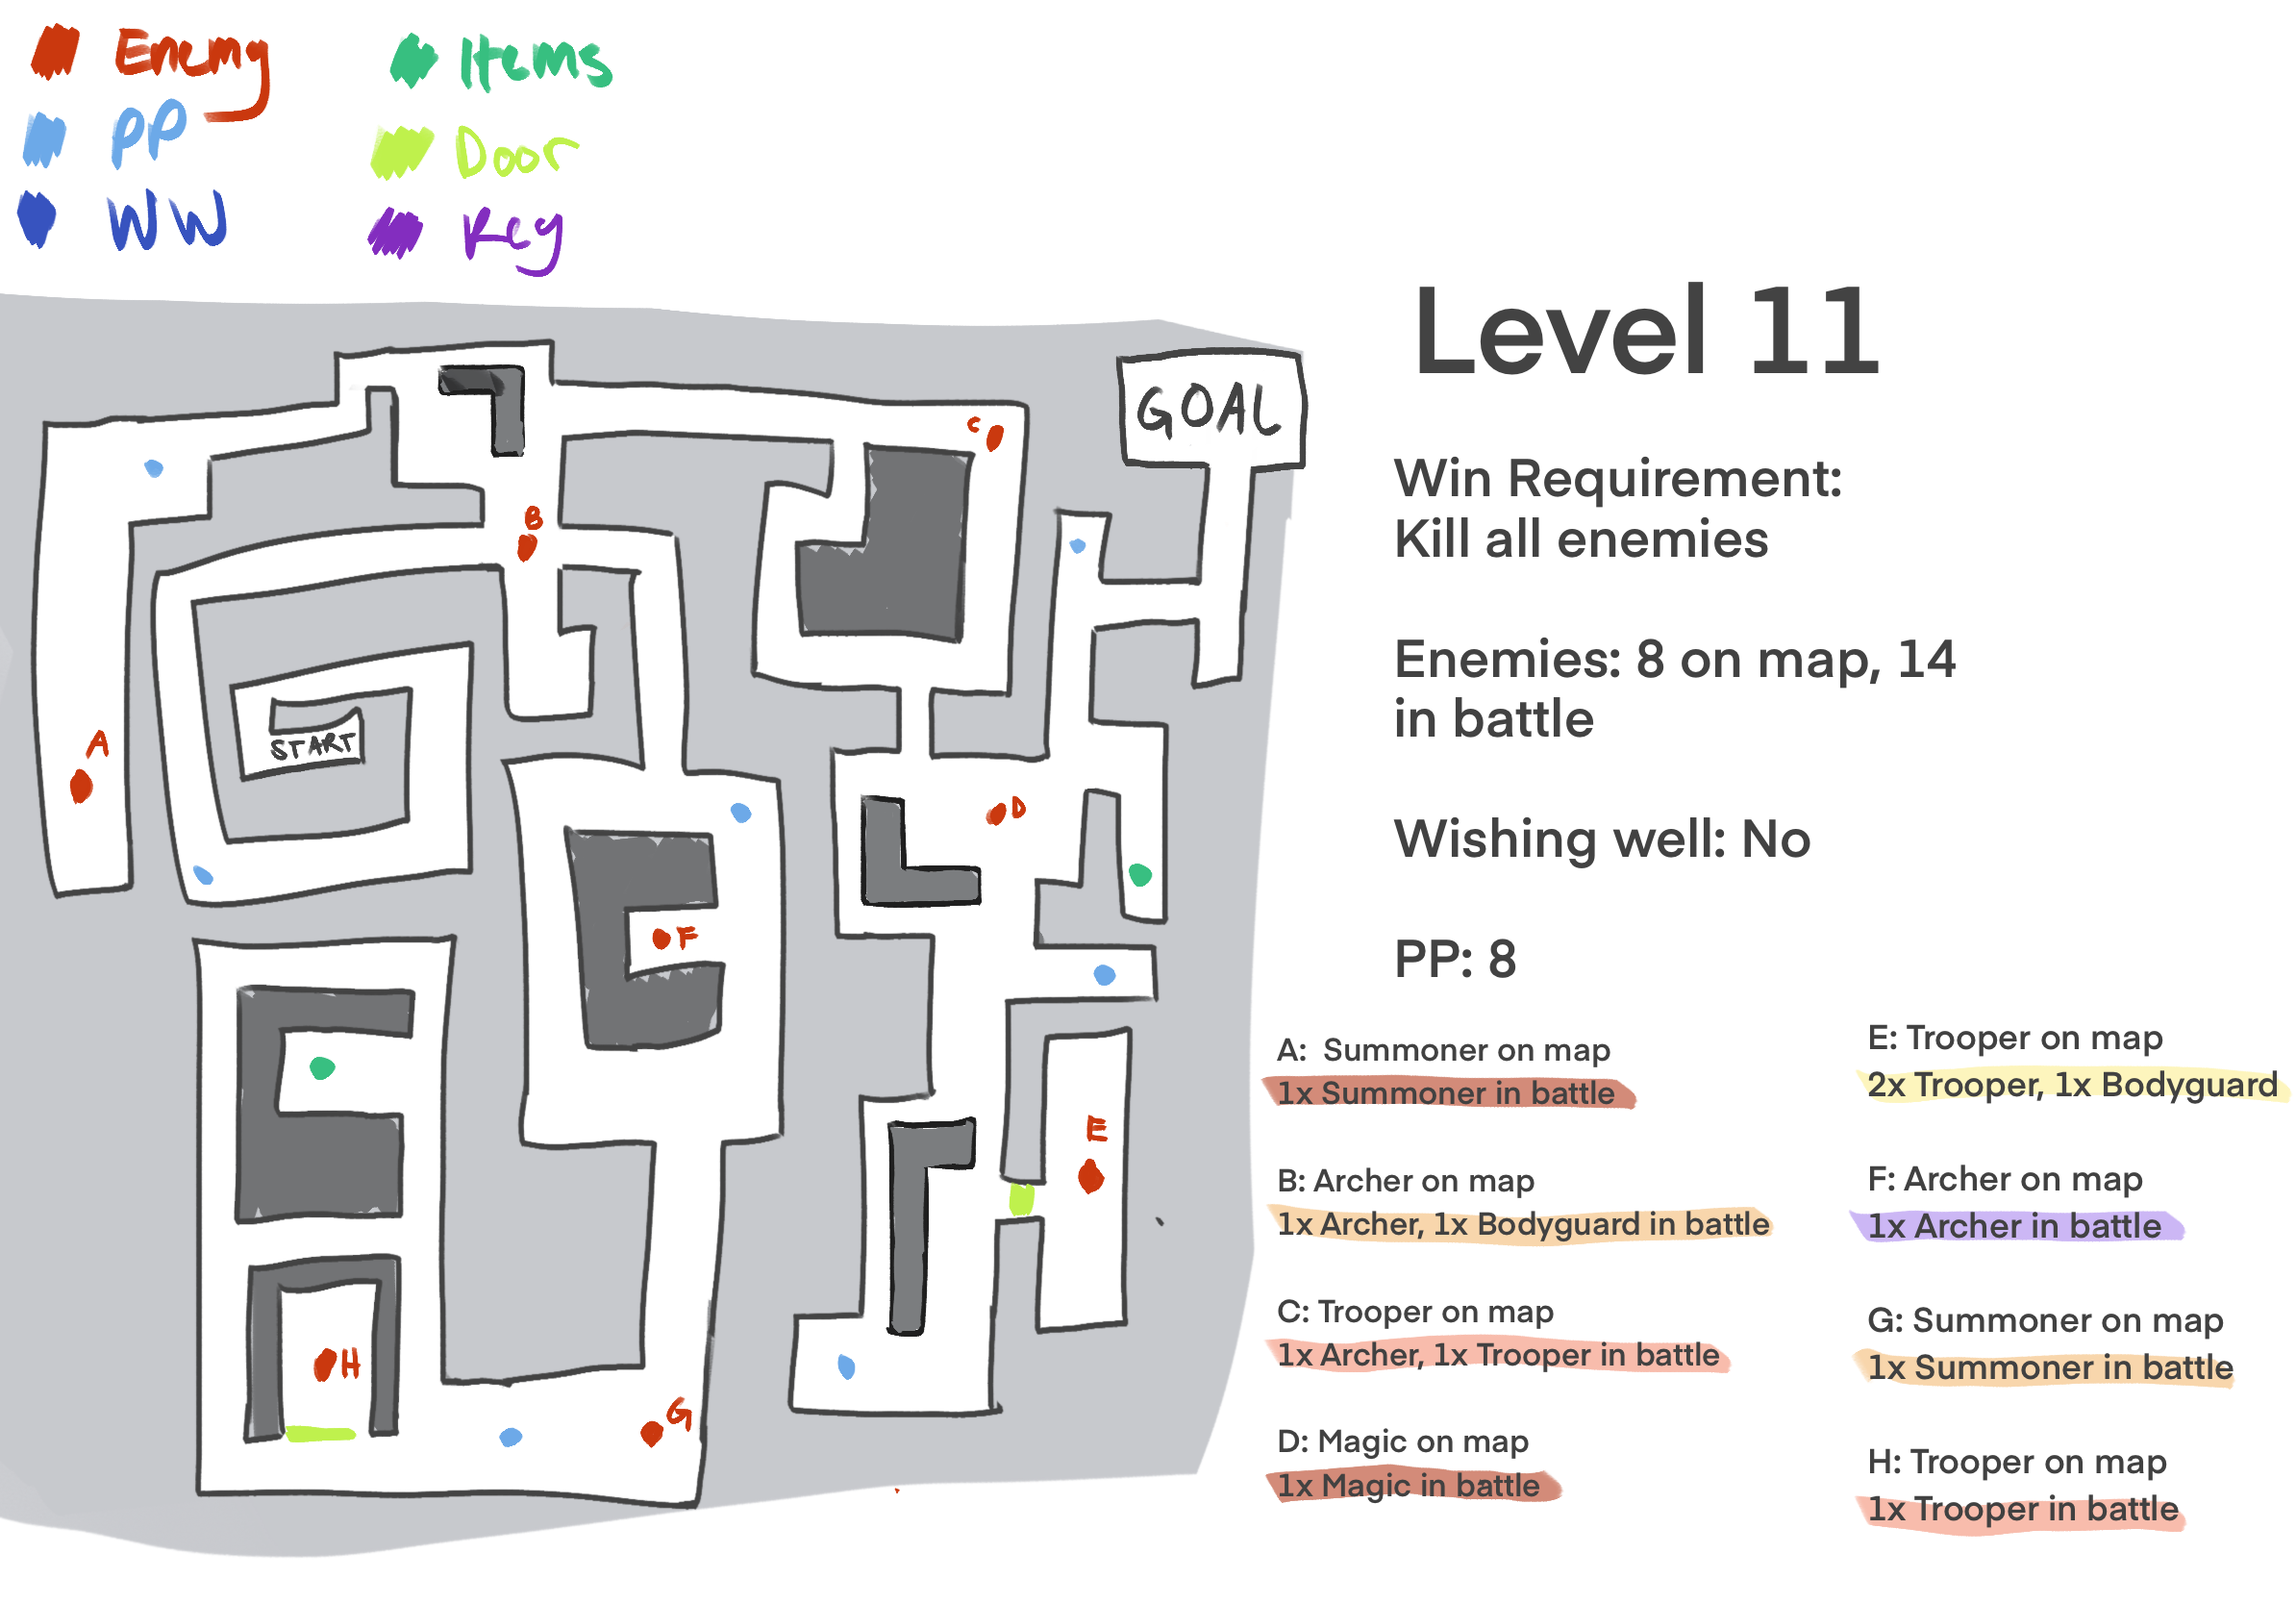 Enemy
Items
PP
Door
WW
Key
Level 11
GOAL
Win Requirement:
Kill all enemies
Enemies: 8 on map, 14
in battle
Wishing well: No
PP: 8
C
B
A
START
D
F
E
G
H
A: Summoner on map
1x Summoner in battle
B: Archer on map
1x Archer, 1x Bodyguard in battle
C: Trooper on map
1x Archer, 1x Trooper in battle
D: Magic on map
1x Magic in battle
E: Trooper on map
2x Trooper, 1x Bodyguard
F: Archer on map
1x Archer in battle
G: Summoner on map
1x Summoner in battle
H: Trooper on map
1x Trooper in battle